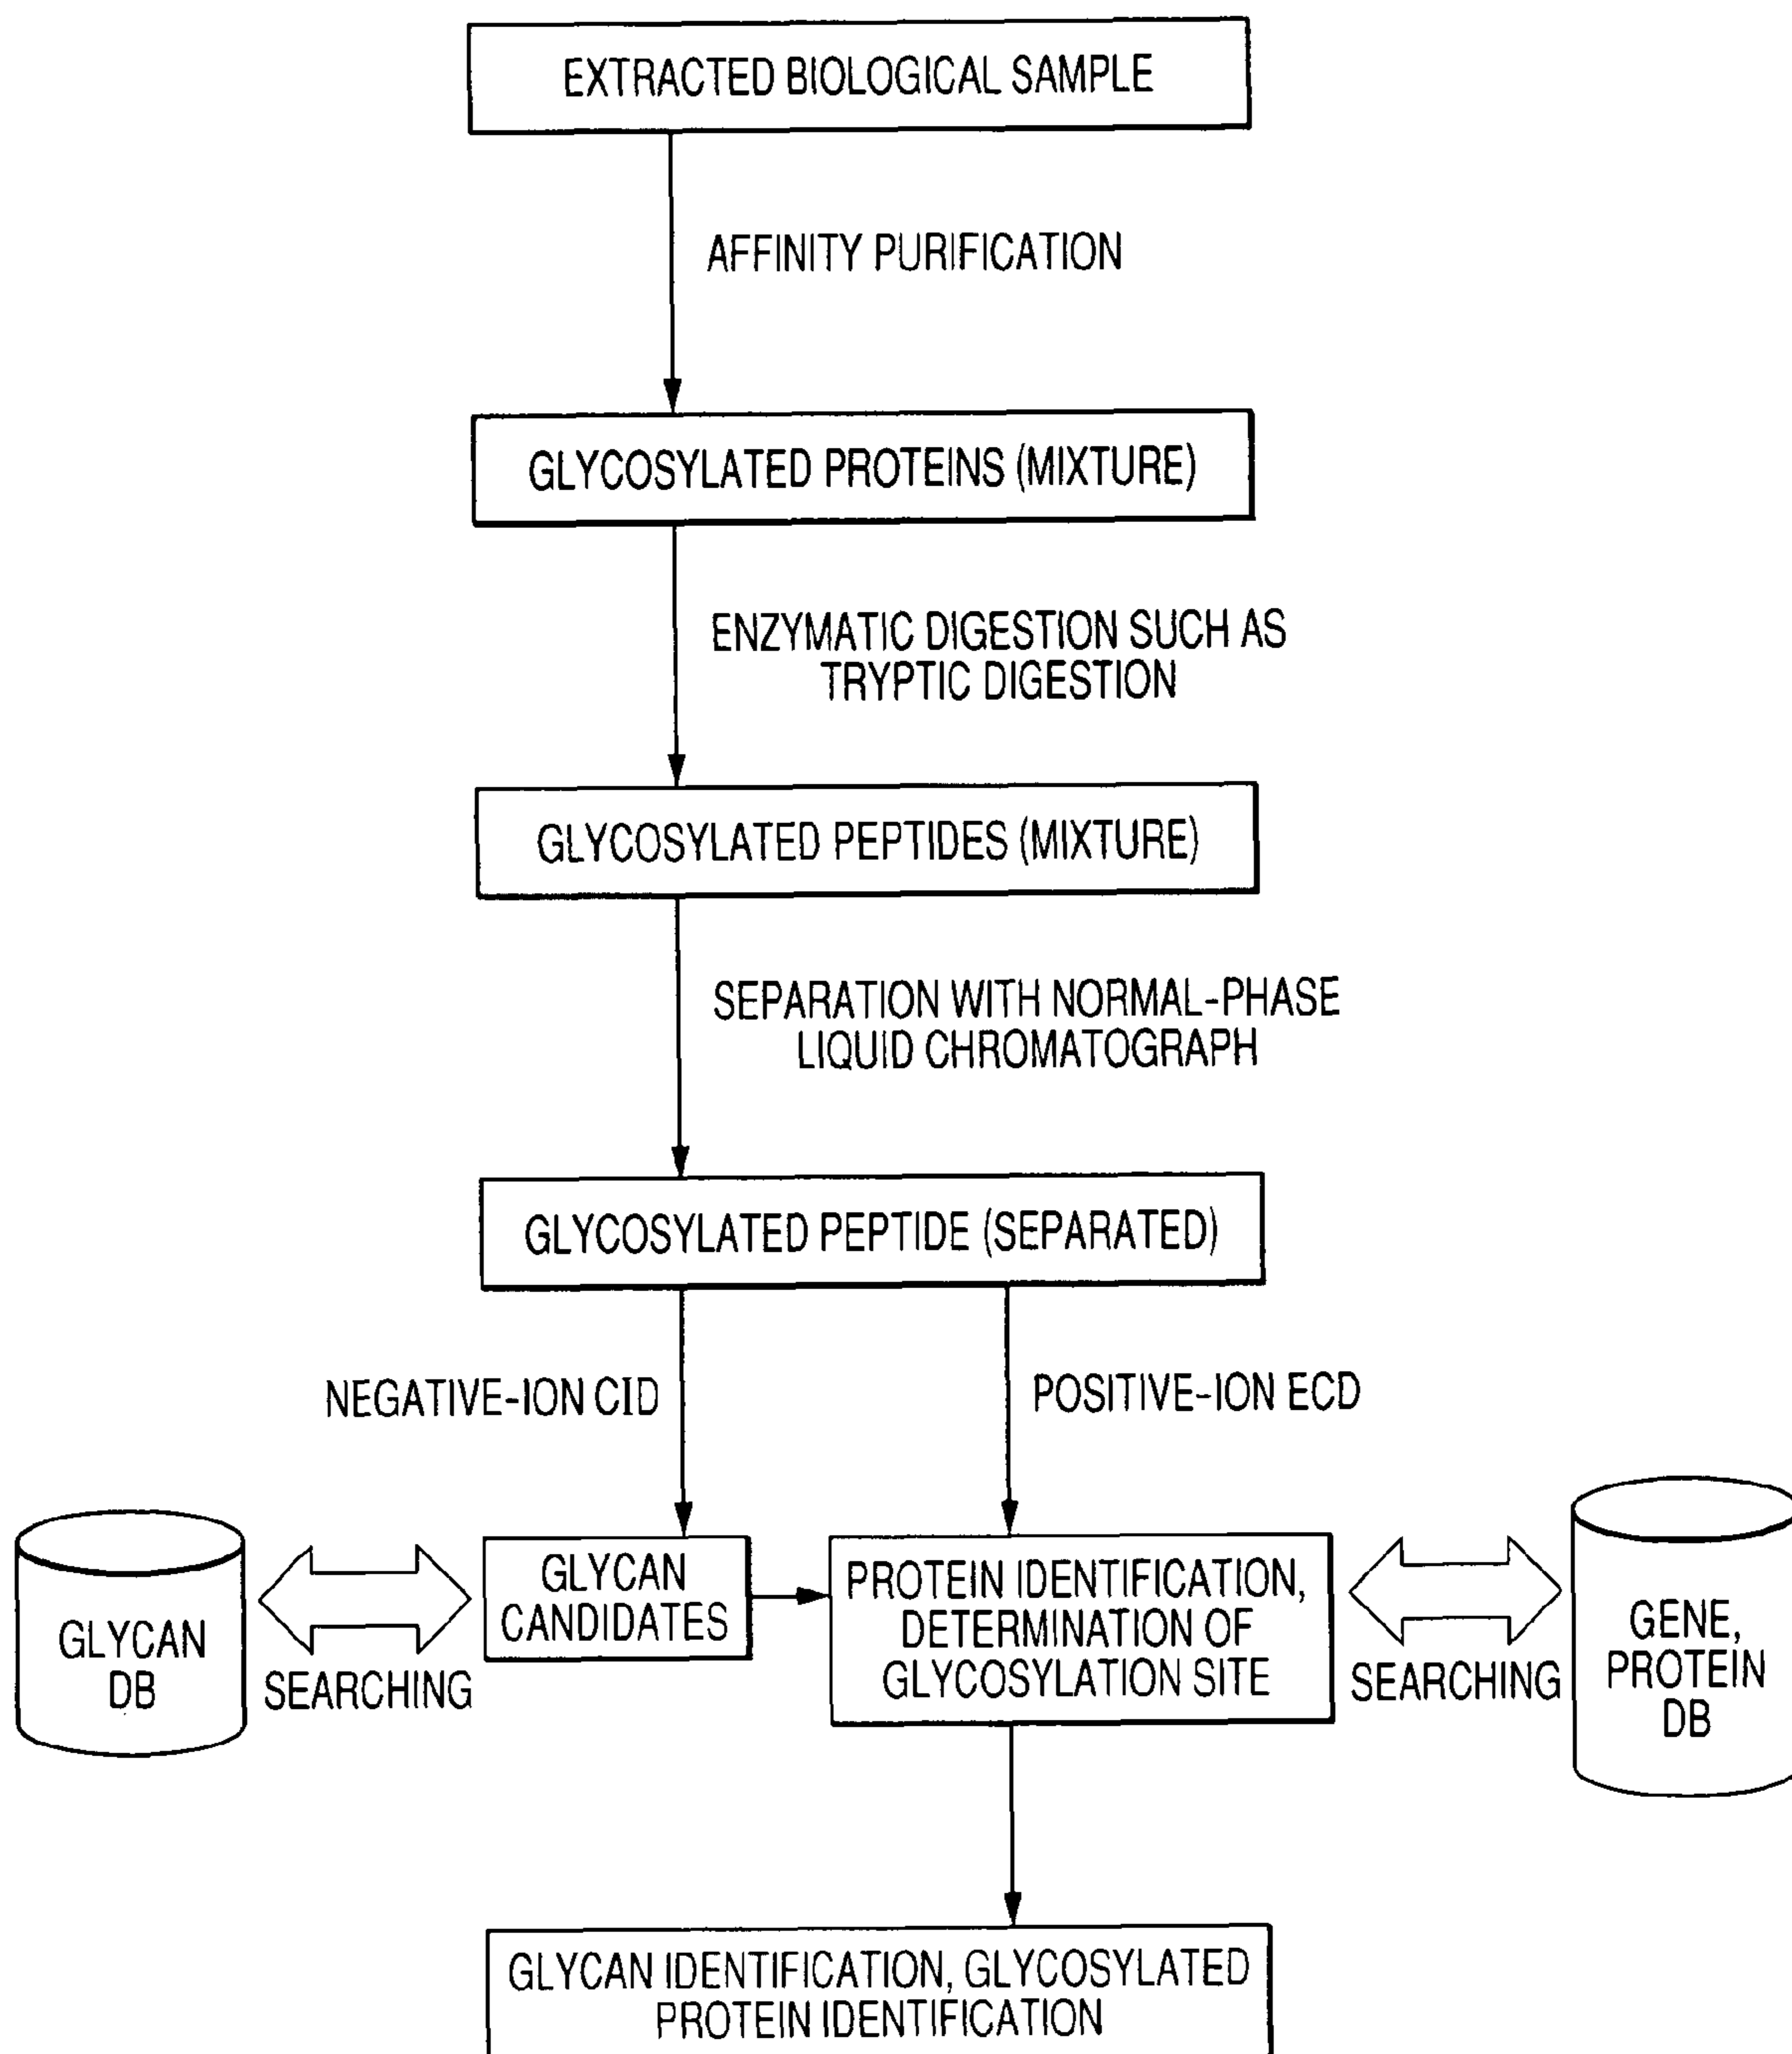 EXTRACTED BIOLOGICAL SAMPLE
AFFINITY PURIFICATION
GLYCOSYLATED PROTEINS (MIXTURE)
ENZYMATIC DIGESTION SUCH AS
TRYPTIC DIGESTION
GLYCOSYLATED PEPTIDES (MIXTURE)
SEPARATION WITH NORMAL-PHASE
LIQUID CHROMATOGRAPH
GLYCOSYLATED PEPTIDE (SEPARATED)
NEGATIVE-ION CID
POSITIVE-ION ECD
GLYCAN
DB
SEARCHING
GLYCAN
CANDIDATES
PROTEIN IDENTIFICATION,
DETERMINATION OF
GLYCOSYLATION SITE
SEARCHING
GENE,
PROTEIN
DB
GLYCAN IDENTIFICATION, GLYCOSYLATED
PROTEIN IDENTIFICATION